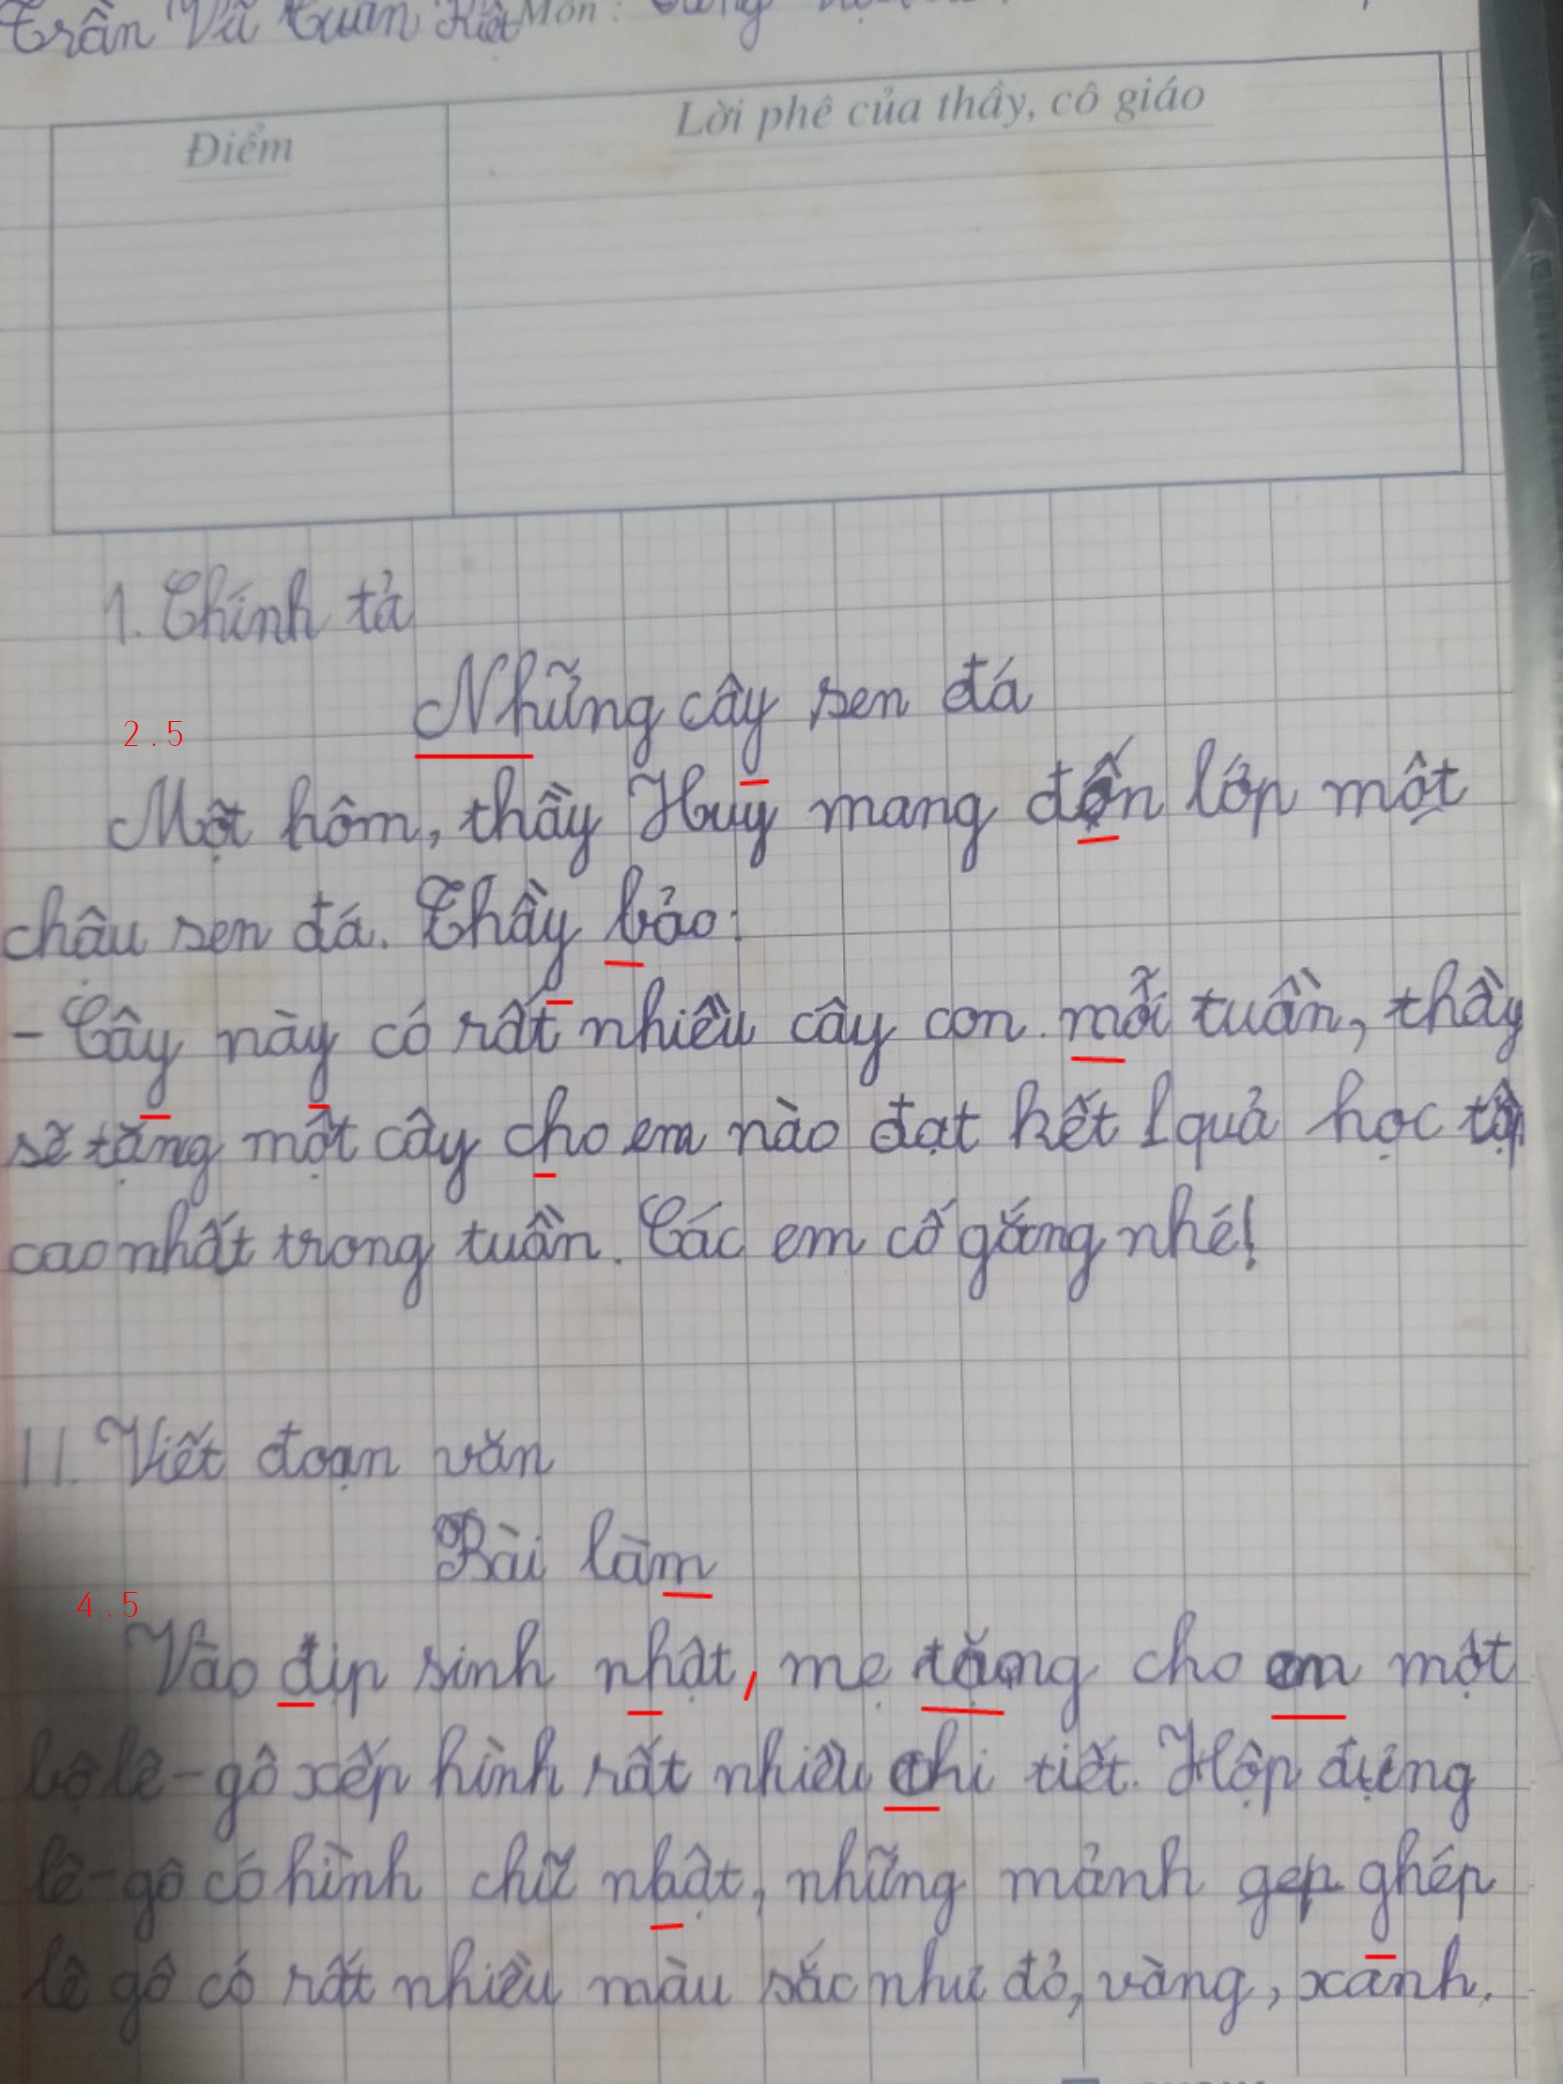 Trần Vũ Tuấn Kiệt Môn:
Điểm
Lời phê của thầy, cô giáo
1. Chính tả
Những cây sen đá
2.5
Một hôm, thầy Huy mang đến lớp một
chậu sen đá. Thầy bảo:
- Cây này có rất nhiều cây con. mỗi tuần, thầy
sẽ tặng một cây cho em nào đạt kết quả học tập
cao nhất trong tuần. Các em cố gắng nhé!
II. Viết đoạn văn
Bài làm
4.5
Vào địp sinh nhật, mẹ tặng cho em một
bộ lê-gô xếp hình rất nhiều chi tiết. Hộp đựng
lê-gô có hình chữ nhật, những mảnh gep ghép
lê gô có rất nhiều màu sắc như đỏ, vàng, xanh.